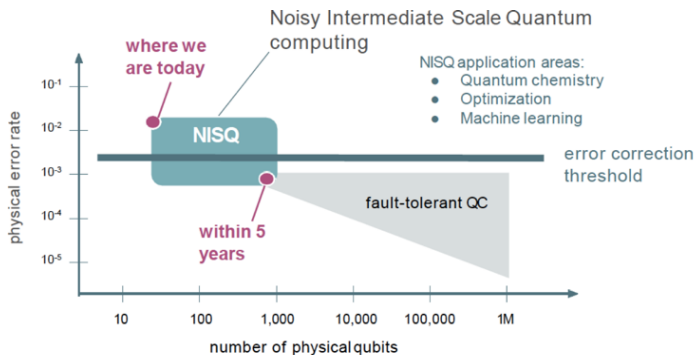 Noisy Intermediate Scale Quantum
computing
where we
are today
NISQ application areas:
● Quantum chemistry
● Optimization
● Machine learning
physical error rate
10-1
10-2
10-3
10-4
10-5
NISQ
error correction
threshold
fault-tolerant QC
within 5
years
10
100
1,000
10,000
100,000
1M
number of physical qubits